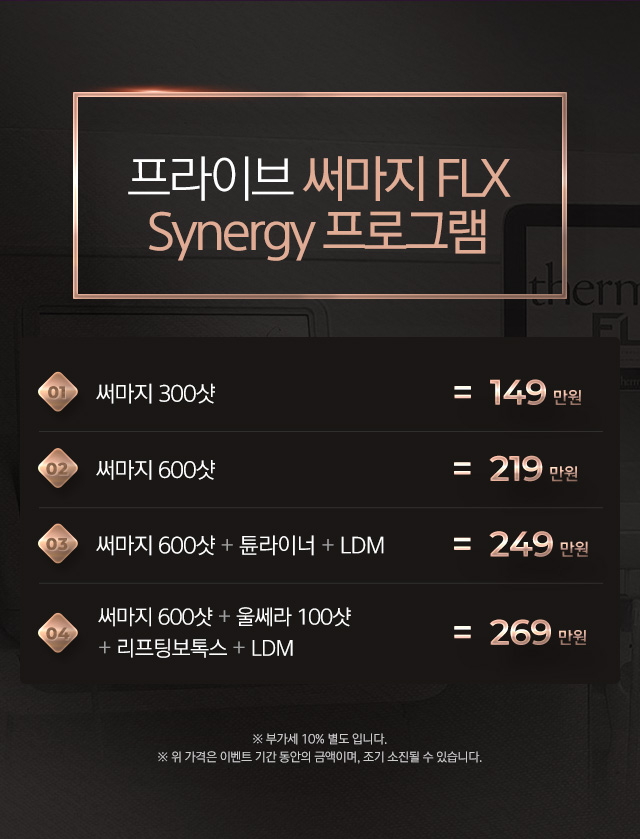 프라이브 써마지 FLX
Synergy 프로그램
therm
FL
01 써마지 300샷 = 149 만원
02 써마지 600샷 = 219 만원
03 써마지 600샷 + 튠라이너 + LDM = 249 만원
04 써마지 600샷 + 울쎄라 100샷
+ 리프팅보톡스 + LDM = 269 만원
※ 부가세 10% 별도 입니다.
※ 위 가격은 이벤트 기간 동안의 금액이며, 조기 소진될 수 있습니다.